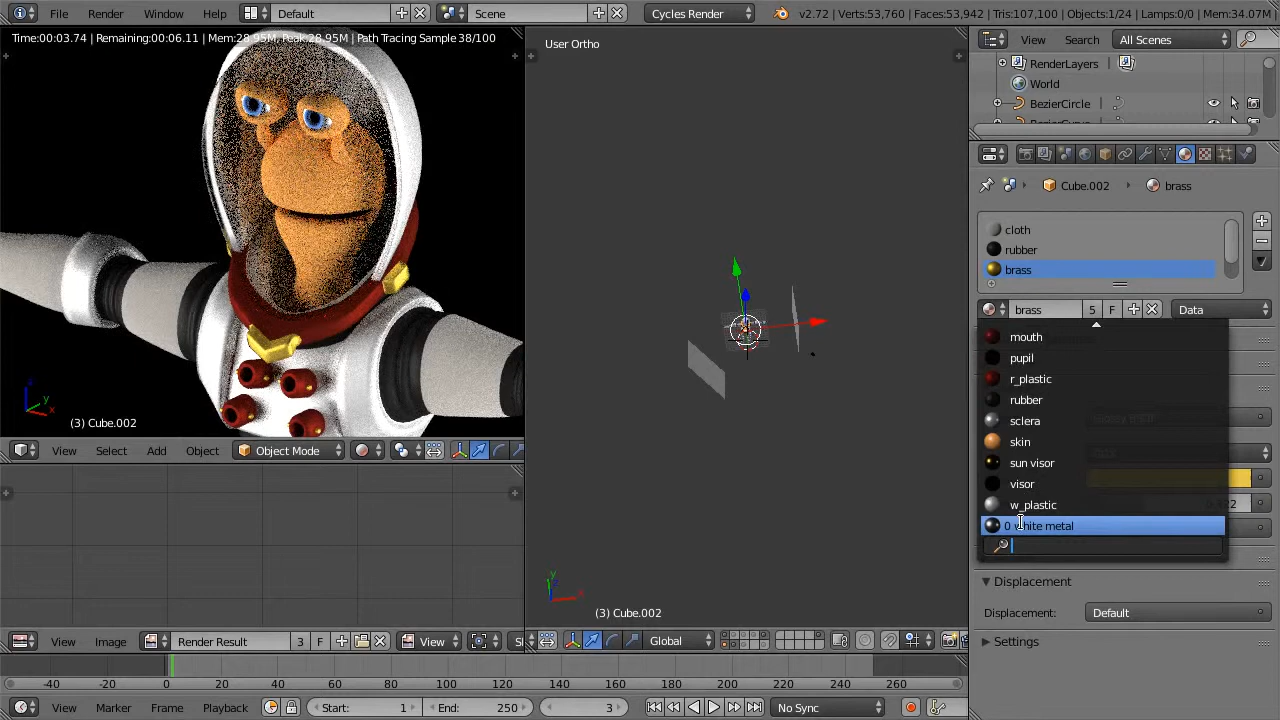 File Render Window Help Default Scene Cycles Render v2.72 | Verts:53,760 | Faces:53,942 | Tris:107,100 | Objects:1/24 | Lamps:0/0 | Mem:34.07M
Time:00:03.74 | Remaining:00:06.11 | Mem:28.95M, Peak:28.95M | Path Tracing Sample 38/100
User Ortho
View Search All Scenes
RenderLayers
World
BezierCircle
Cube.002 brass
cloth
rubber
brass
brass 5 F Data
mouth
pupil
r_plastic
rubber
sclera
skin
sun visor
visor
w_plastic
0 white metal
Displacement
Displacement: Default
Settings
(3) Cube.002
View Select Add Object Object Mode
(3) Cube.002
View Image Render Result 3 F View
Global
-40 -20 0 20 40 60 80 100 120 140 160 180 200 220 240 260
View Marker Frame Playback Start: 1 End: 250 3 No Sync